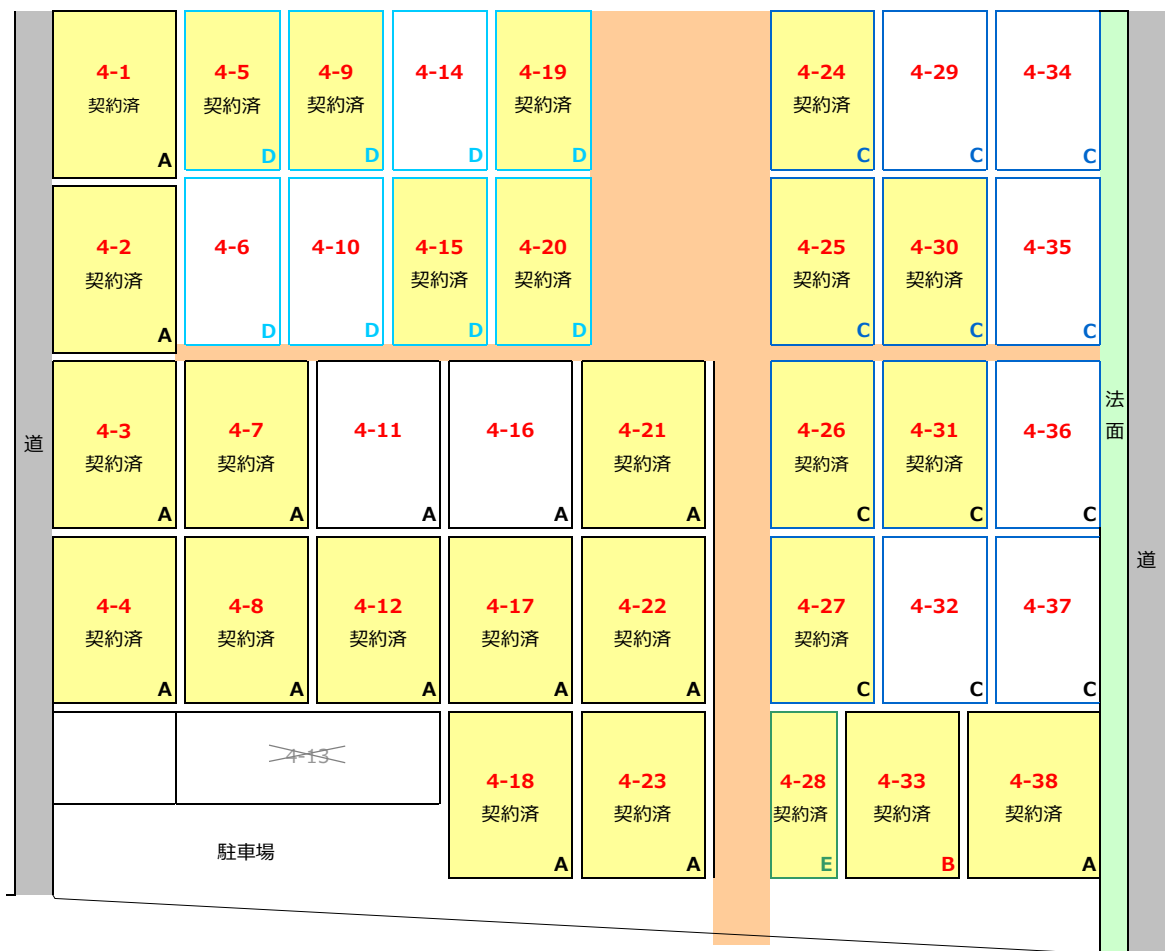 4-1
契約済
A
4-5
契約済
D
4-9
契約済
D
4-14
D
4-19
契約済
D
4-24
契約済
C
4-29
C
4-34
C
4-2
契約済
A
4-6
D
4-10
D
4-15
契約済
D
4-20
契約済
D
4-25
契約済
C
4-30
契約済
C
4-35
C
道
4-3
契約済
A
4-7
契約済
A
4-11
A
4-16
A
4-21
契約済
A
4-26
契約済
C
4-31
契約済
C
4-36
C
法面
道
4-4
契約済
A
4-8
契約済
A
4-12
契約済
A
4-17
契約済
A
4-22
契約済
A
4-27
契約済
C
4-32
C
4-37
C
4-13
駐車場
4-18
契約済
A
4-23
契約済
A
4-28
契約済
E
4-33
契約済
B
4-38
契約済
A